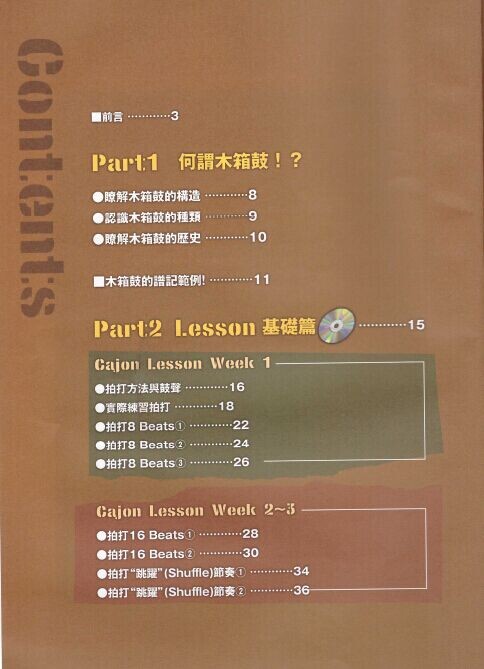 Contents
■前言 …………3
Part1 何謂木箱鼓！？
●瞭解木箱鼓的構造 …………8
●認識木箱鼓的種類 …………9
●瞭解木箱鼓的歷史 …………10
■木箱鼓的譜記範例! …………11
Part2 Lesson 基礎篇 …………15
Cajon Lesson Week 1
●拍打方法與鼓聲 …………16
●實際練習拍打 …………18
●拍打8 Beats① …………22
●拍打8 Beats② …………24
●拍打8 Beats③ …………26
Cajon Lesson Week 2~3
●拍打16 Beats① …………28
●拍打16 Beats② …………30
●拍打“跳躍”(Shuffle)節奏① …………34
●拍打“跳躍”(Shuffle)節奏② …………36